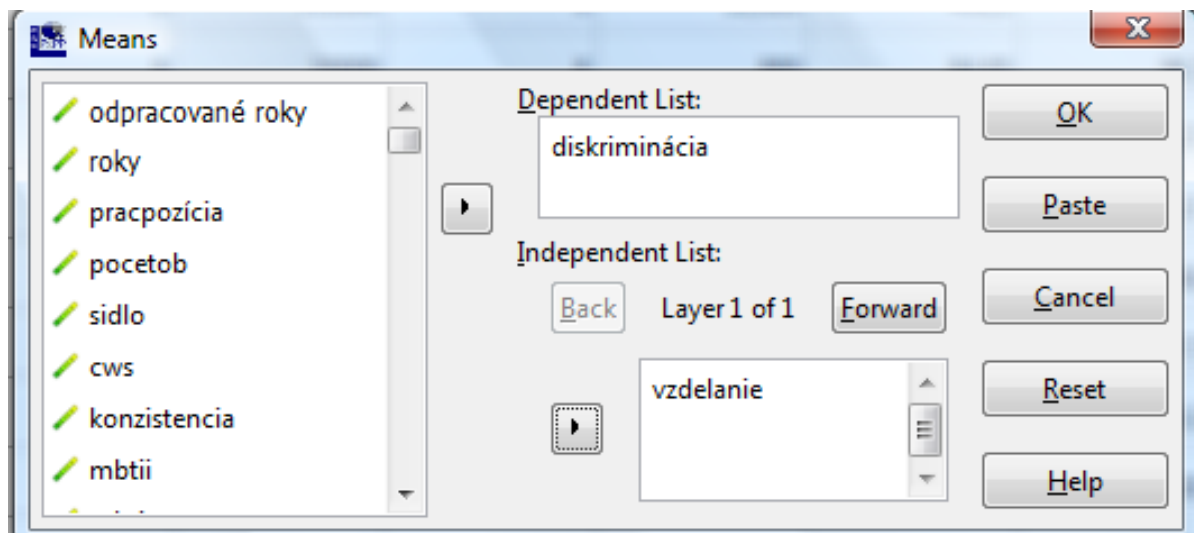 Means
odpracované roky
roky
pracpozícia
pocetob
sidlo
cws
konzistencia
mbtii
Dependent List:
diskriminácia
Independent List:
Back Layer 1 of 1 Forward
vzdelanie
OK
Paste
Cancel
Reset
Help